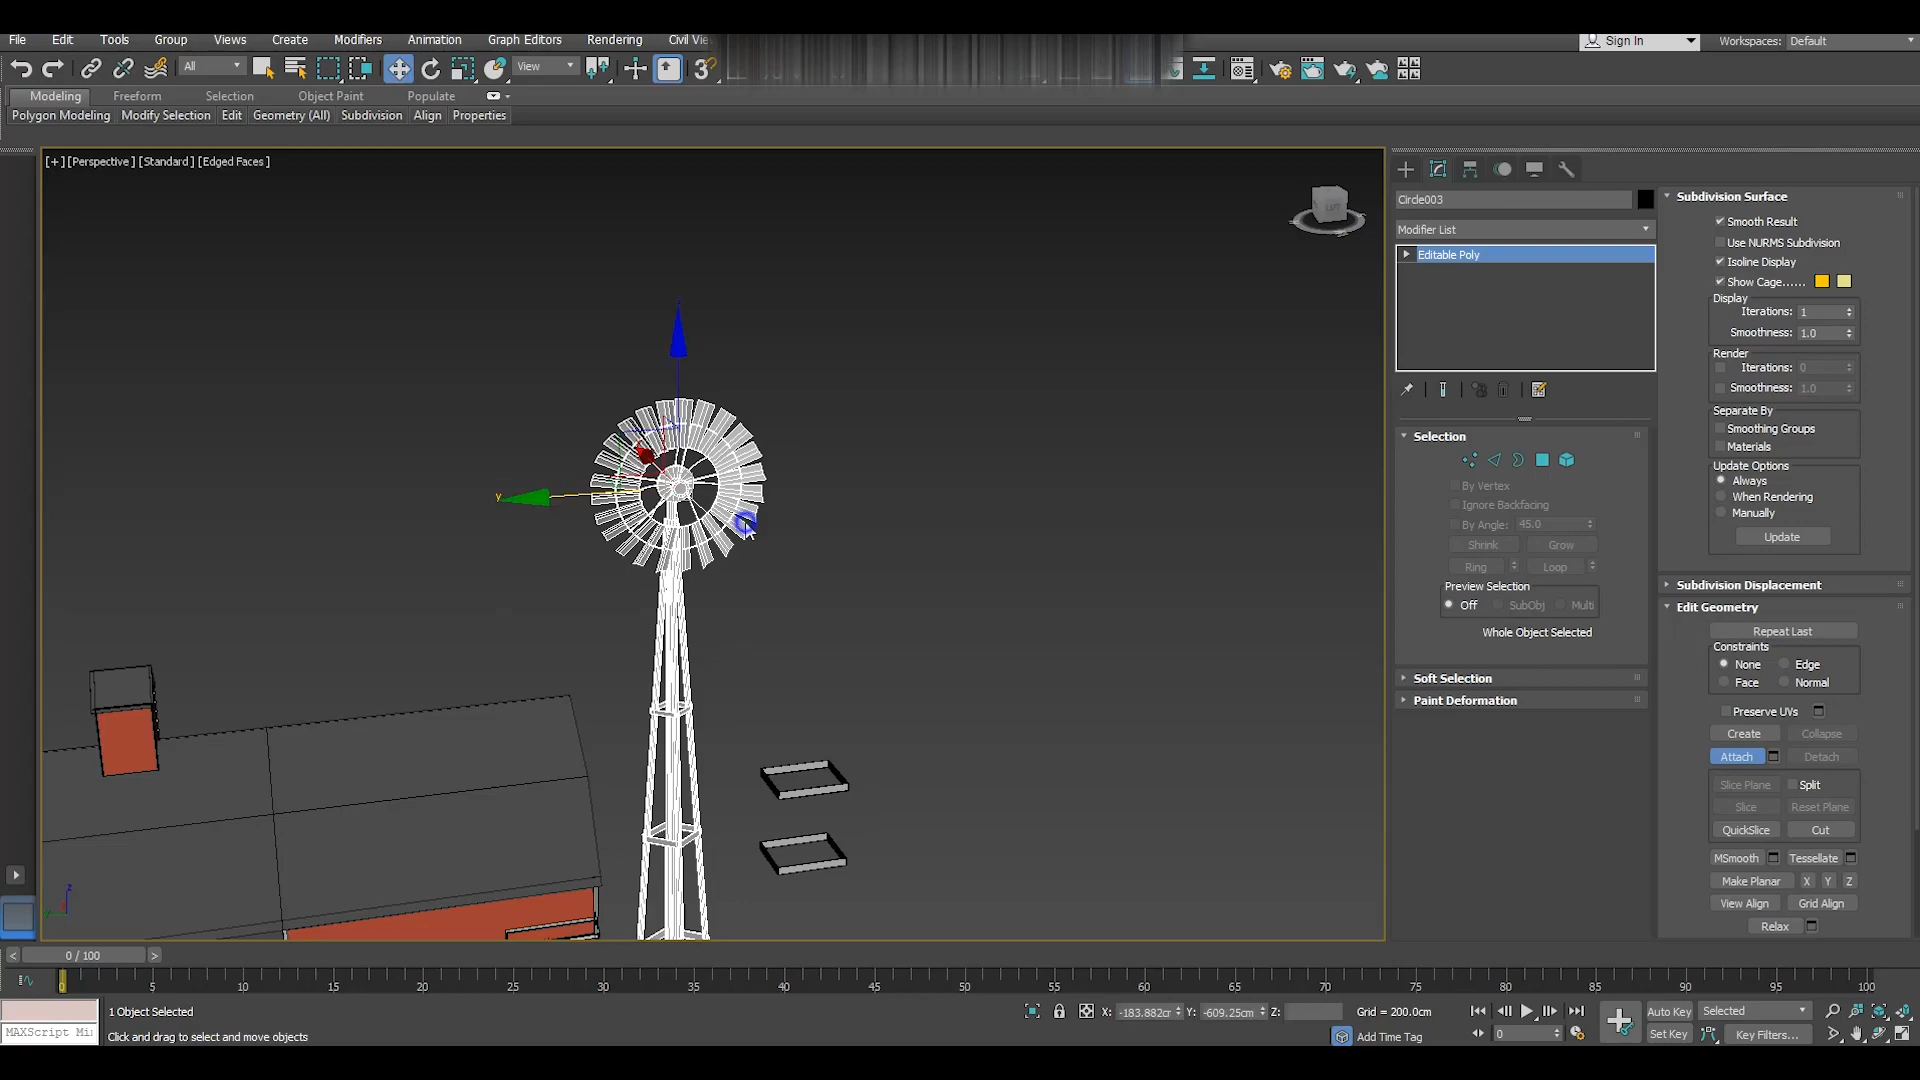 File Edit Tools Group Views Create Modifiers Animation Graph Editors Rendering Civil Vi
Sign In Workspaces: Default
All View
Modeling Freeform Selection Object Paint Populate
Polygon Modeling Modify Selection Edit Geometry (All) Subdivision Align Properties
[+] [Perspective ] [Standard ] [Edged Faces ]
LEFT
y
z
Circle003
Modifier List
Editable Poly
Selection
By Vertex
Ignore Backfacing
By Angle: 45.0
Shrink Grow
Ring Loop
Preview Selection
Off SubObj Multi
Whole Object Selected
Soft Selection
Paint Deformation
Subdivision Surface
Smooth Result
Use NURMS Subdivision
Isoline Display
Show Cage......
Display
Iterations: 1
Smoothness: 1.0
Render
Iterations: 0
Smoothness: 1.0
Separate By
Smoothing Groups
Materials
Update Options
Always
When Rendering
Manually
Update
Subdivision Displacement
Edit Geometry
Repeat Last
Constraints
None Edge
Face Normal
Preserve UVs
Create Collapse
Attach Detach
Slice Plane Split
Slice Reset Plane
QuickSlice Cut
MSmooth Tessellate
Make Planar X Y Z
View Align Grid Align
Relax
0 / 100
0 5 10 15 20 25 30 35 40 45 50 55 60 65 70 75 80 85 90 95 100
1 Object Selected
X: -183.882cr Y: -609.25cm Z: Grid = 200.0cm
Auto Key Selected
MAXScript Mi
Click and drag to select and move objects
Add Time Tag
0
Set Key Key Filters...